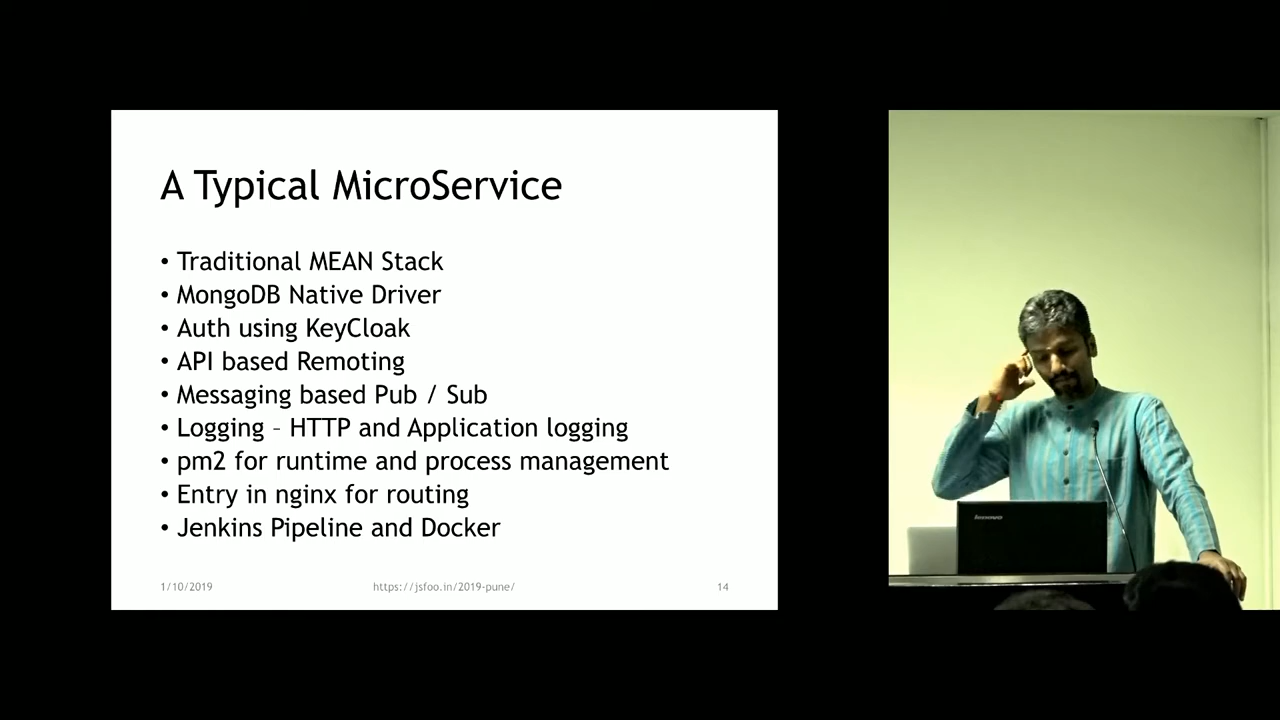 A Typical MicroService
• Traditional MEAN Stack
• MongoDB Native Driver
• Auth using KeyCloak
• API based Remoting
• Messaging based Pub / Sub
• Logging – HTTP and Application logging
• pm2 for runtime and process management
• Entry in nginx for routing
• Jenkins Pipeline and Docker
1/10/2019 https://jsfoo.in/2019-pune/ 14
lenovo